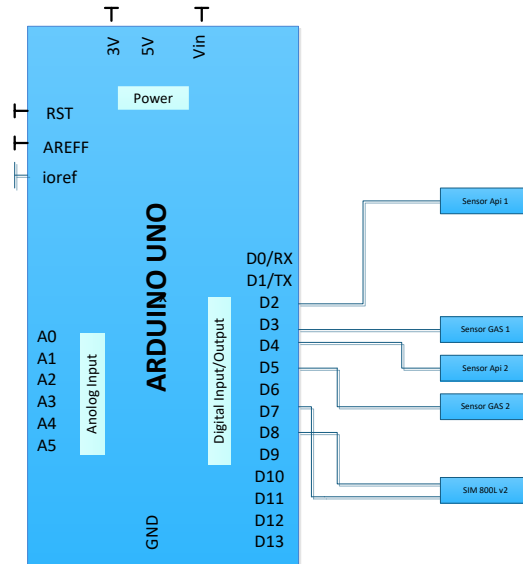 3V
5V
Vin
Power
RST
AREFF
ioref
ARDUINO UNO
Anolog Input
Digital Input/Output
A0
A1
A2
A3
A4
A5
D0/RX
D1/TX
D2
D3
D4
D5
D6
D7
D8
D9
D10
D11
D12
D13
GND
Sensor Api 1
Sensor GAS 1
Sensor Api 2
Sensor GAS 2
SIM 800L v2